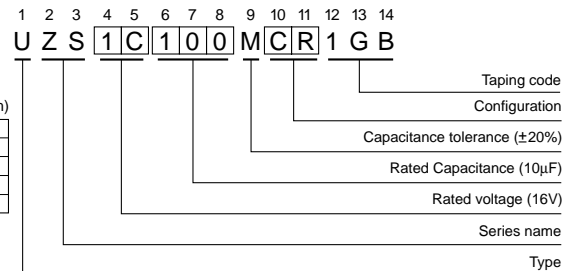 1 2 3 4 5 6 7 8 9 10 11 12 13 14
U Z S 1 C 1 0 0 M C R 1 G B
Taping code
)
Configuration
Capacitance tolerance (±20%)
Rated Capacitance (10μF)
Rated voltage (16V)
Series name
Type